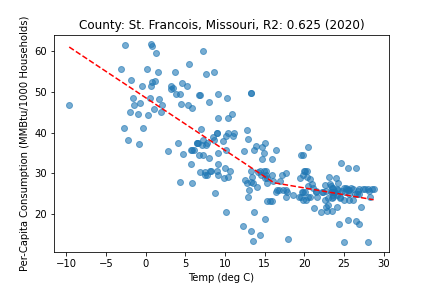 County: St. Francois, Missouri, R2: 0.625 (2020)
Per-Capita Consumption (MMBtu/1000 Households)
60
50
40
30
20
−10 −5 0 5 10 15 20 25 30
Temp (deg C)